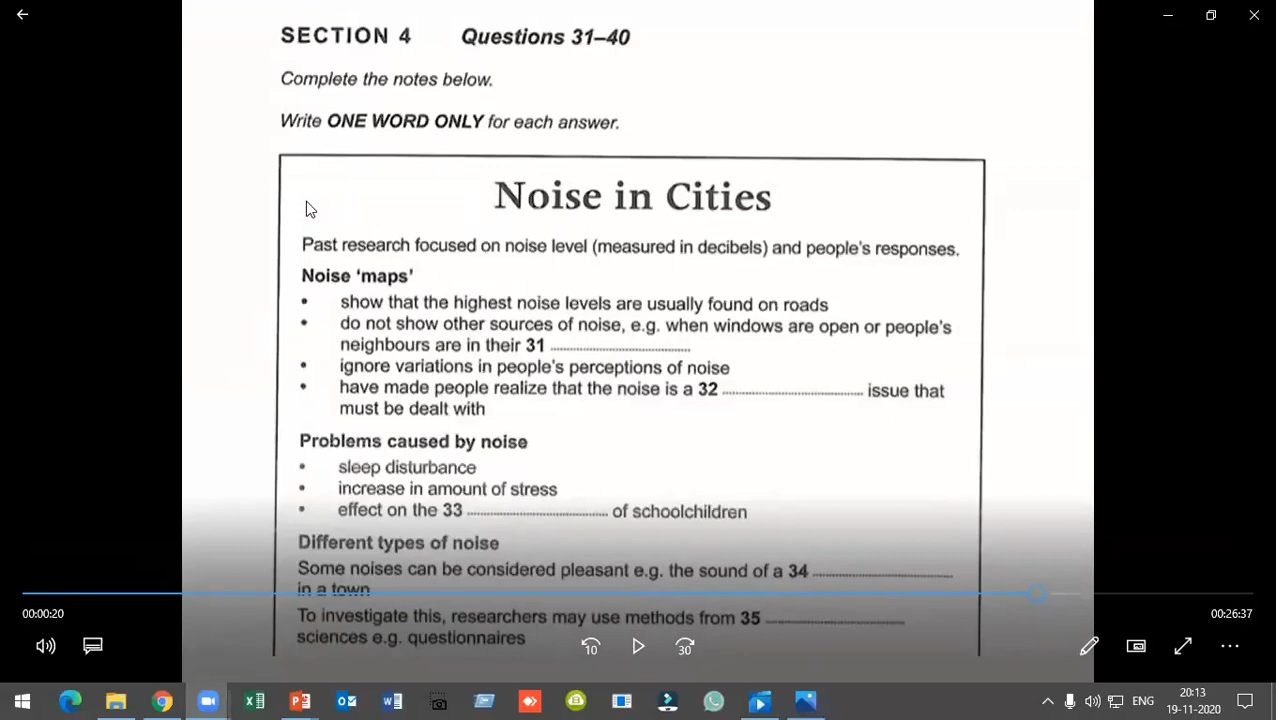 SECTION 4 Questions 31–40
Complete the notes below.
Write ONE WORD ONLY for each answer.
Noise in Cities
Past research focused on noise level (measured in decibels) and people's responses.
Noise 'maps'
• show that the highest noise levels are usually found on roads
• do not show other sources of noise, e.g. when windows are open or people's
neighbours are in their 31 ................................
• ignore variations in people's perceptions of noise
• have made people realize that the noise is a 32 ................................ issue that
must be dealt with
Problems caused by noise
• sleep disturbance
• increase in amount of stress
• effect on the 33 ................................ of schoolchildren
Different types of noise
Some noises can be considered pleasant e.g. the sound of a 34 ................................
in a town
To investigate this, researchers may use methods from 35 ................................
sciences e.g. questionnaires
00:00:20
00:26:37
10
30
ENG
20:13
19-11-2020